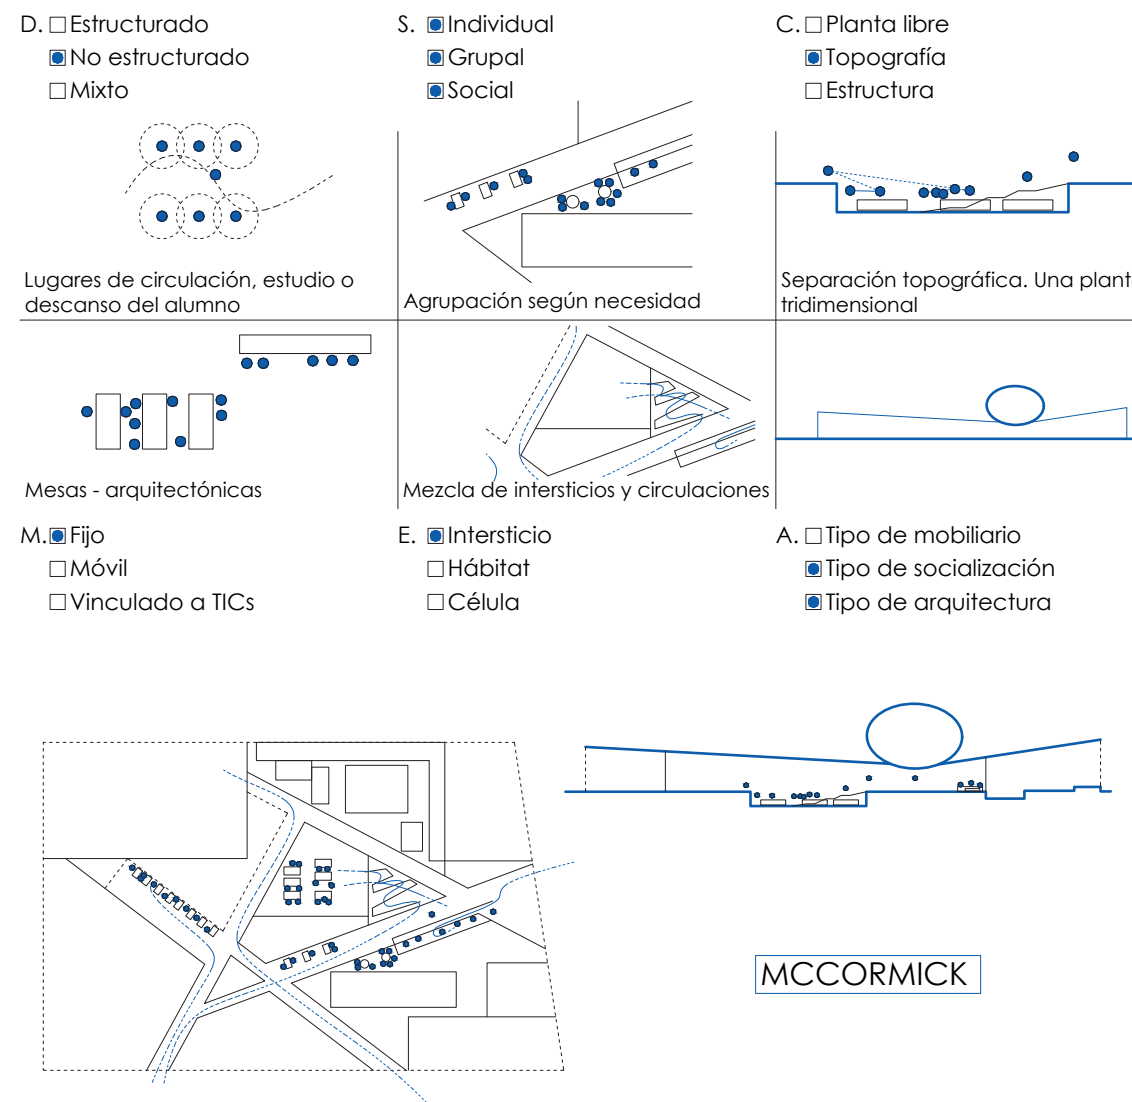 D. Estructurado
No estructurado
Mixto
S. Individual
Grupal
Social
C. Planta libre
Topografía
Estructura
Lugares de circulación, estudio o
descanso del alumno
Agrupación según necesidad
Separación topográfica. Una plant
tridimensional
Mesas - arquitectónicas
Mezcla de intersticios y circulaciones
M. Fijo
Móvil
Vinculado a TICs
E. Intersticio
Hábitat
Célula
A. Tipo de mobiliario
Tipo de socialización
Tipo de arquitectura
MCCORMICK